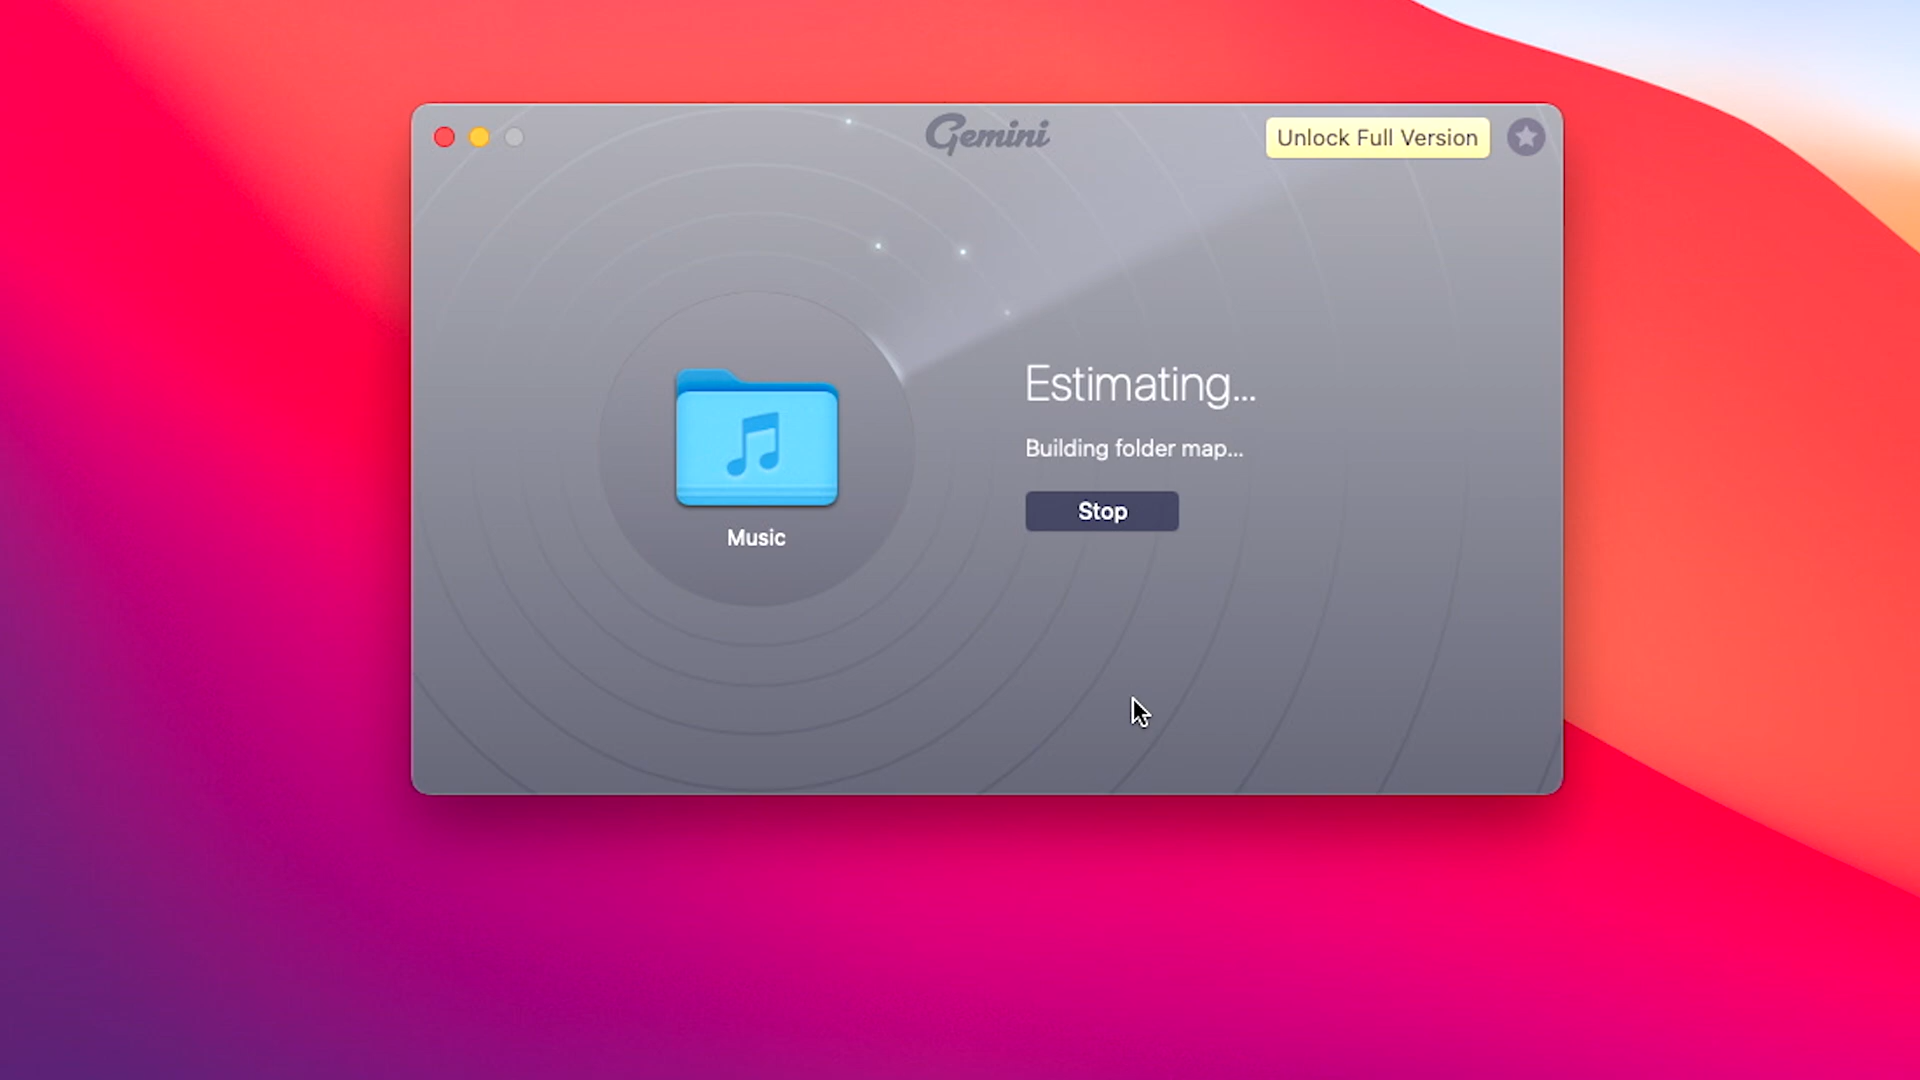 Gemini
Unlock Full Version
Estimating...
Building folder map...
Stop
Music